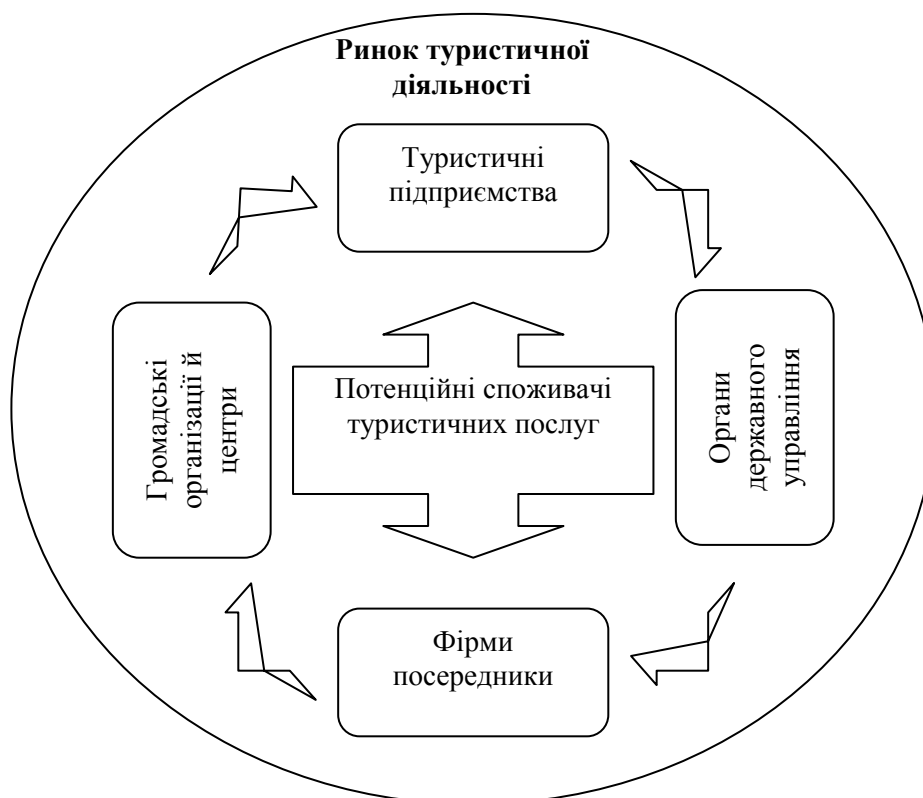 Ринок туристичної
діяльності
Туристичні
підприємства
Громадські
організації й
центри
Потенційні споживачі
туристичних послуг
Органи
державного
управління
Фірми
посередники